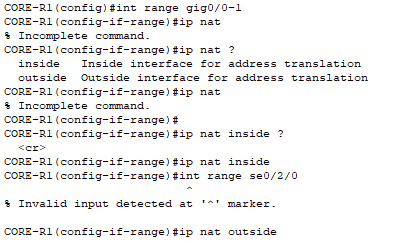 CORE-R1(config)#int range gig0/0-1
CORE-R1(config-if-range)#ip nat
% Incomplete command.
CORE-R1(config-if-range)#ip nat ?
  inside   Inside interface for address translation
  outside  Outside interface for address translation
CORE-R1(config-if-range)#ip nat
% Incomplete command.
CORE-R1(config-if-range)#
CORE-R1(config-if-range)#ip nat inside ?
  <cr>
CORE-R1(config-if-range)#ip nat inside
CORE-R1(config-if-range)#int range se0/2/0
                             ^
% Invalid input detected at '^' marker.
CORE-R1(config-if-range)#ip nat outside